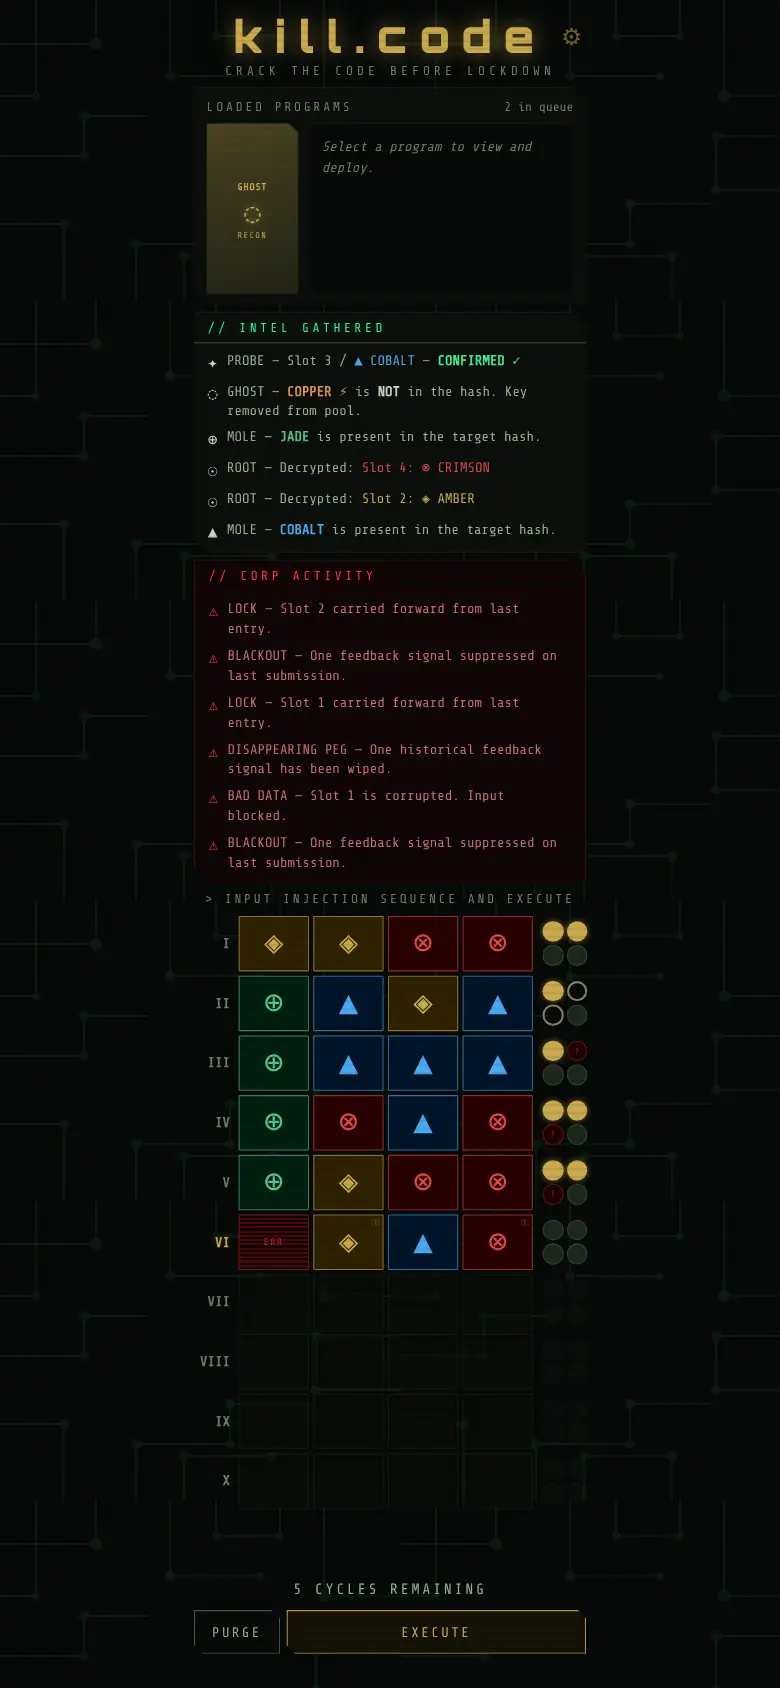 kill.code
CRACK THE CODE BEFORE LOCKDOWN
LOADED PROGRAMS
2 in queue
GHOST
RECON
Select a program to view and
deploy.
// INTEL GATHERED
PROBE — Slot 3 / ▲ COBALT — CONFIRMED ✓
GHOST — COPPER ⚡ is NOT in the hash. Key
removed from pool.
MOLE — JADE is present in the target hash.
ROOT — Decrypted: Slot 4: ⊗ CRIMSON
ROOT — Decrypted: Slot 2: ◈ AMBER
MOLE — COBALT is present in the target hash.
// CORP ACTIVITY
LOCK — Slot 2 carried forward from last
entry.
BLACKOUT — One feedback signal suppressed on
last submission.
LOCK — Slot 1 carried forward from last
entry.
DISAPPEARING PEG — One historical feedback
signal has been wiped.
BAD DATA — Slot 1 is corrupted. Input
blocked.
BLACKOUT — One feedback signal suppressed on
last submission.
> INPUT INJECTION SEQUENCE AND EXECUTE
I
II
III
?
IV
?
V
?
VI
ERR
VII
VIII
IX
X
5 CYCLES REMAINING
PURGE
EXECUTE